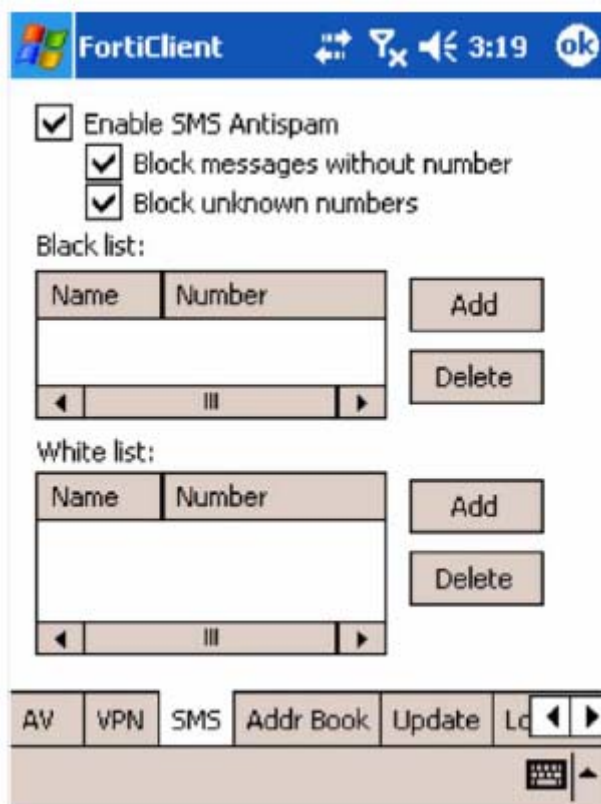 FortiClient 3:19 ok
Enable SMS Antispam
Block messages without number
Block unknown numbers
Black list:
Name Number
Add
Delete
White list:
Name Number
Add
Delete
AV VPN SMS Addr Book Update